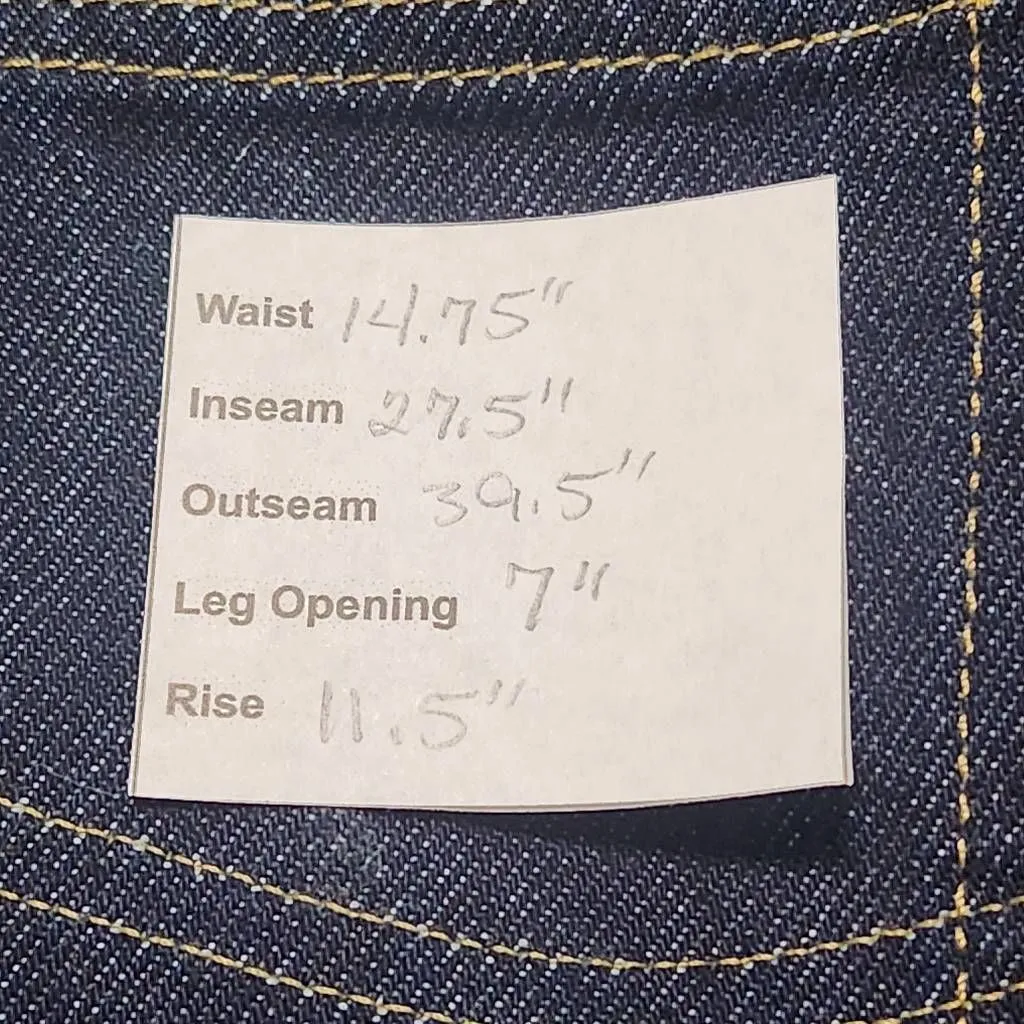 Waist 14.75"
Inseam 27.5"
Outseam 39.5"
Leg Opening 7"
Rise 11.5"